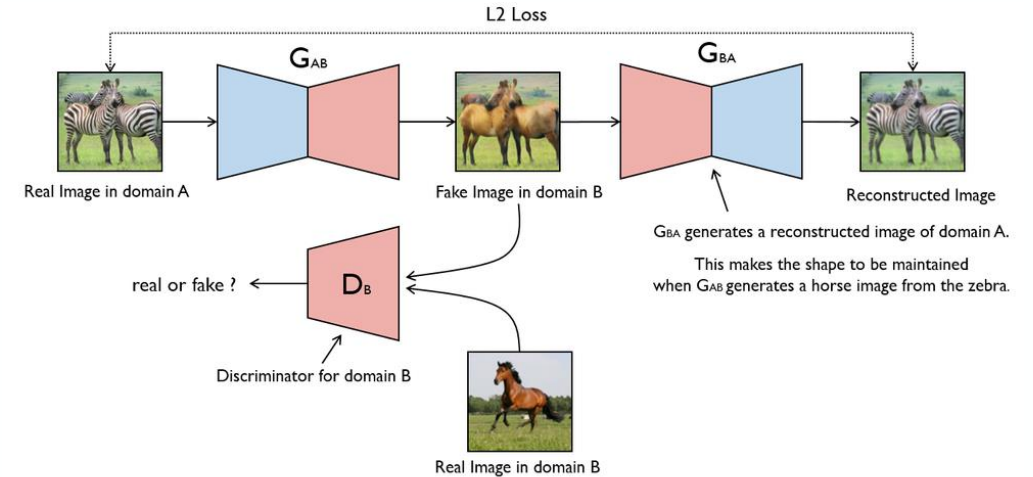 L2 Loss
GAB
GBA
Real Image in domain A
Fake Image in domain B
Reconstructed Image
GBA generates a reconstructed image of domain A.
This makes the shape to be maintained
when GAB generates a horse image from the zebra.
real or fake ?
DB
Discriminator for domain B
Real Image in domain B